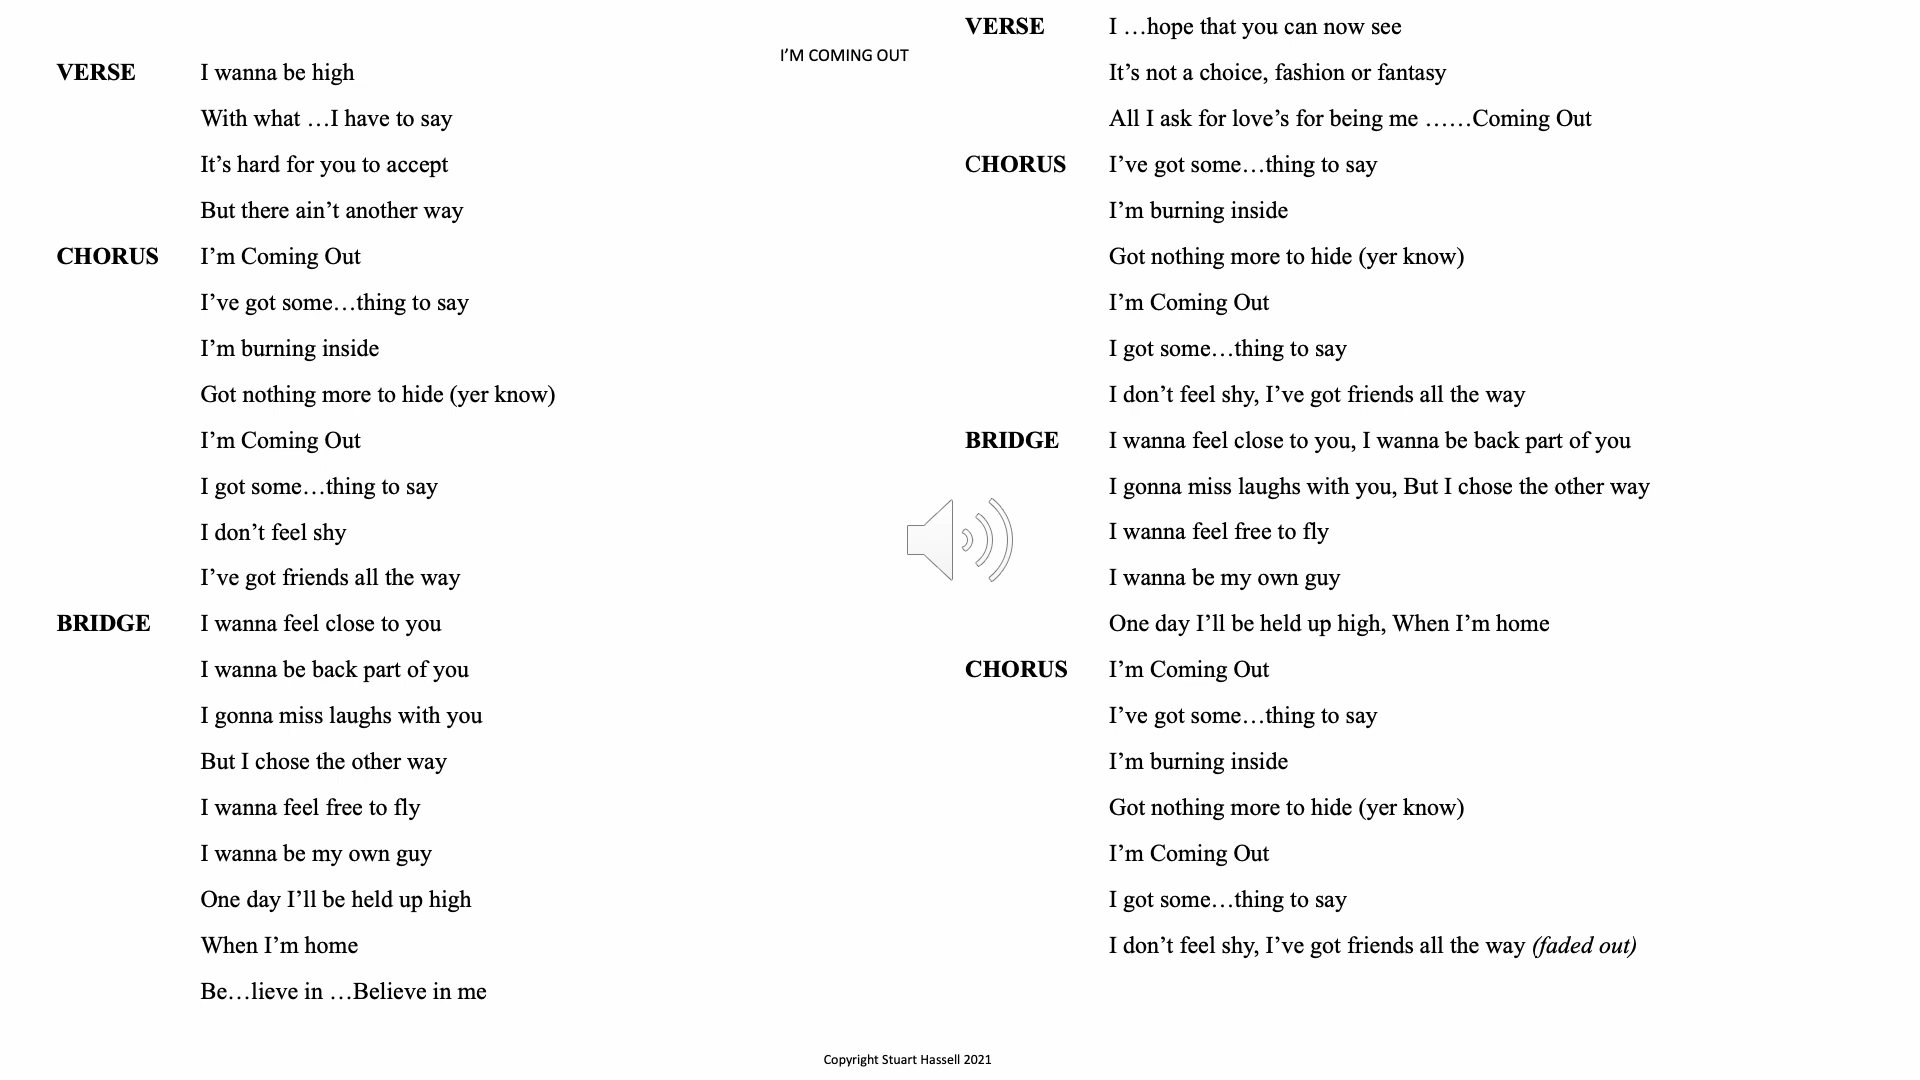 I'M COMING OUT
VERSE I wanna be high
With what …I have to say
It's hard for you to accept
But there ain't another way
CHORUS I'm Coming Out
I've got some…thing to say
I'm burning inside
Got nothing more to hide (yer know)
I'm Coming Out
I got some…thing to say
I don't feel shy
I've got friends all the way
BRIDGE I wanna feel close to you
I wanna be back part of you
I gonna miss laughs with you
But I chose the other way
I wanna feel free to fly
I wanna be my own guy
One day I'll be held up high
When I'm home
Be…lieve in …Believe in me
VERSE I …hope that you can now see
It's not a choice, fashion or fantasy
All I ask for love's for being me ……Coming Out
CHORUS I've got some…thing to say
I'm burning inside
Got nothing more to hide (yer know)
I'm Coming Out
I got some…thing to say
I don't feel shy, I've got friends all the way
BRIDGE I wanna feel close to you, I wanna be back part of you
I gonna miss laughs with you, But I chose the other way
I wanna feel free to fly
I wanna be my own guy
One day I'll be held up high, When I'm home
CHORUS I'm Coming Out
I've got some…thing to say
I'm burning inside
Got nothing more to hide (yer know)
I'm Coming Out
I got some…thing to say
I don't feel shy, I've got friends all the way (faded out)
Copyright Stuart Hassell 2021